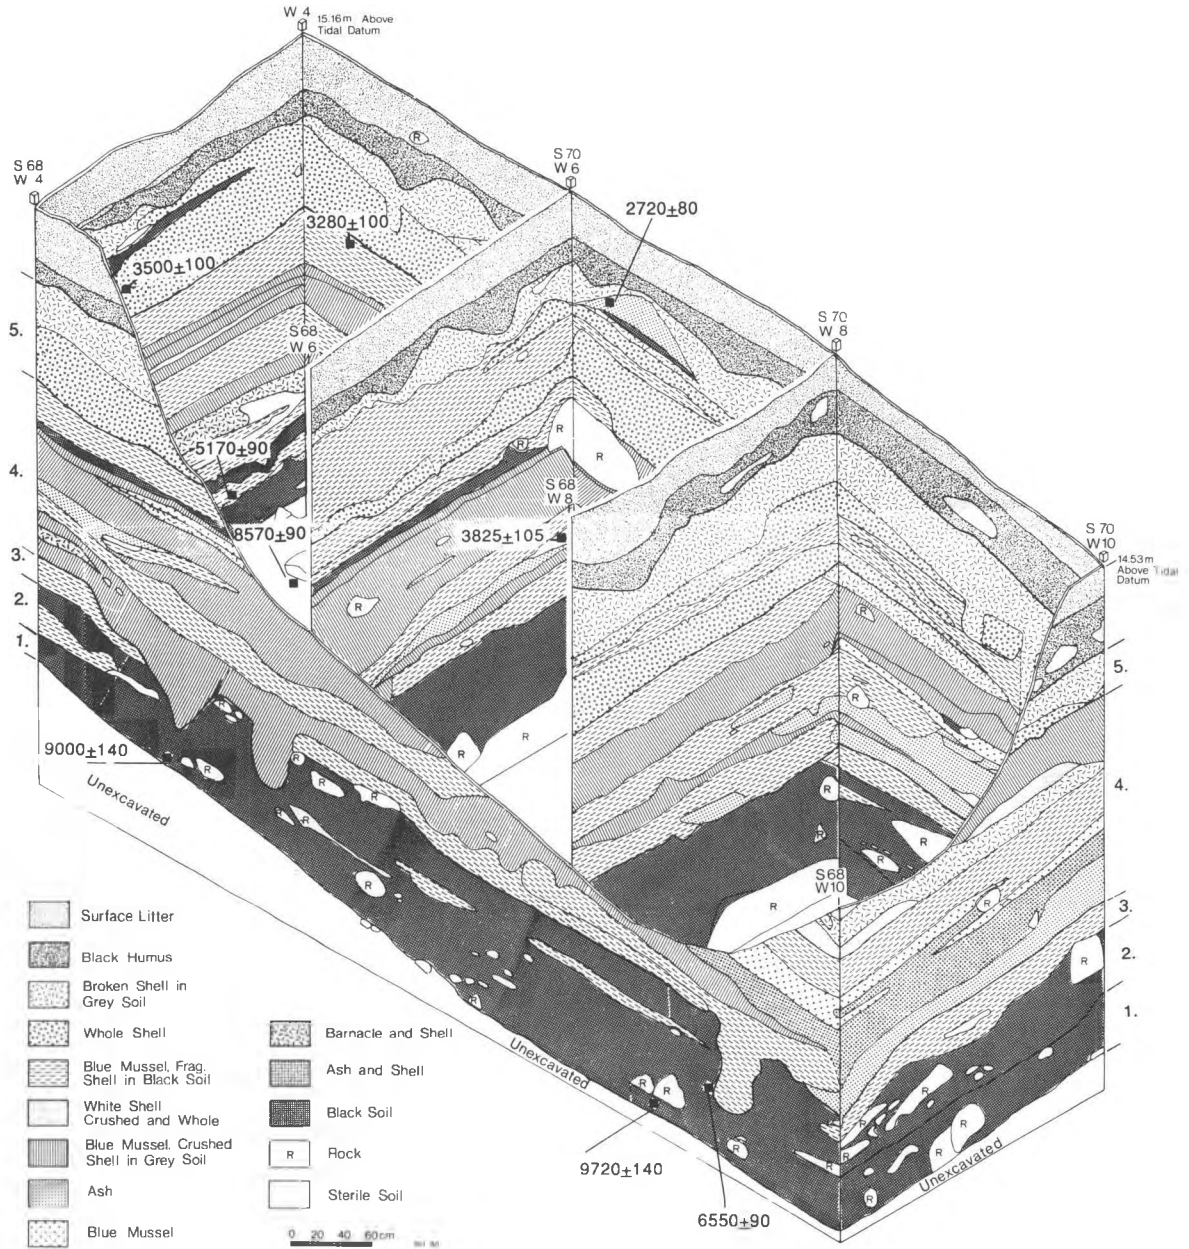 W 4
15.16m Above
Tidal Datum
S 68
W 4
S 70
W 6
R
2720±80
3280±100
3500±100
S 68
W 6
S 70
W 8
5.
4.
3.
2.
1.
5170±90
8570±90
R
R
R
S 68
W 8
3825±105
S 70
W10
14.53m
Above Tidal
Datum
R
R
R
R
R
R
5.
4.
3.
2.
1.
9000±140
Unexcavated
R
R
R
R
R
R
R
R
R
R
R
S 68
W10
R
R
R
R
Unexcavated
R
R
R
R
R
R
R
R
R
R
Unexcavated
9720±140
6550±90
Surface Litter
Black Humus
Broken Shell in
Grey Soil
Whole Shell
Blue Mussel, Frag.
Shell in Black Soil
White Shell
Crushed and Whole
Blue Mussel, Crushed
Shell in Grey Soil
Ash
Blue Mussel
Barnacle and Shell
Ash and Shell
Black Soil
R
Rock
Sterile Soil
0 20 40 60cm